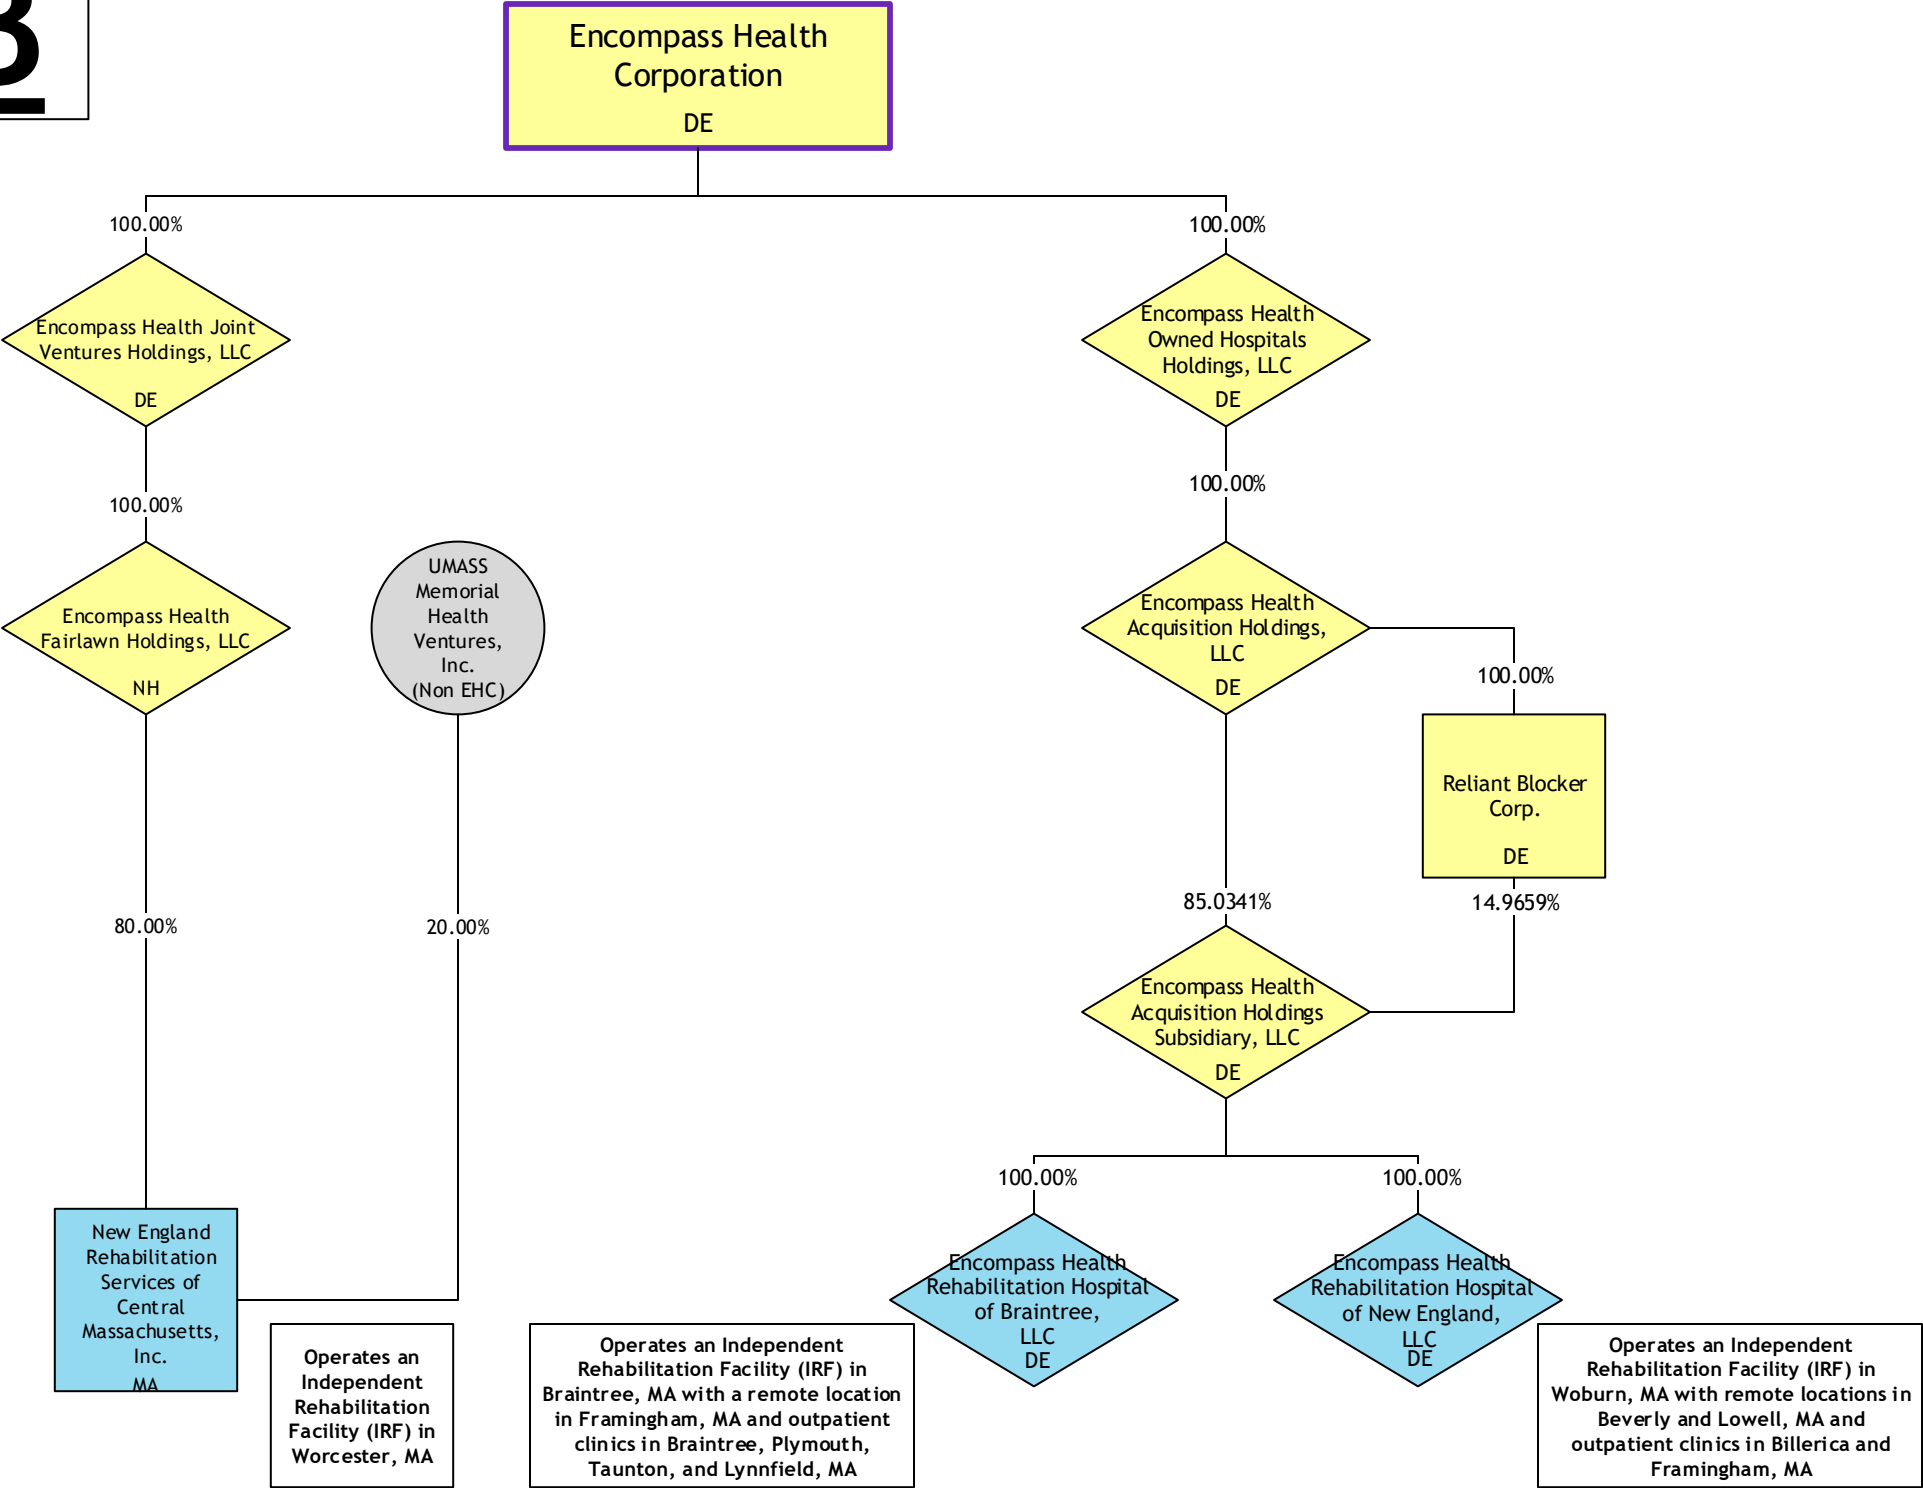 Encompass Health
Corporation
DE
100.00%
100.00%
Encompass Health Joint
Ventures Holdings, LLC
DE
Encompass Health
Owned Hospitals
Holdings, LLC
DE
100.00%
100.00%
Encompass Health
Fairlawn Holdings, LLC
NH
UMASS
Memorial
Health
Ventures,
Inc.
(Non EHC)
Encompass Health
Acquisition Holdings,
LLC
DE
100.00%
Reliant Blocker
Corp.
DE
80.00%
20.00%
85.0341%
14.9659%
Encompass Health
Acquisition Holdings
Subsidiary, LLC
DE
100.00%
100.00%
New England
Rehabilitation
Services of
Central
Massachusetts,
Inc.
MA
Operates an
Independent
Rehabilitation
Facility (IRF) in
Worcester, MA
Operates an Independent
Rehabilitation Facility (IRF) in
Braintree, MA with a remote location
in Framingham, MA and outpatient
clinics in Braintree, Plymouth,
Taunton, and Lynnfield, MA
Encompass Health
Rehabilitation Hospital
of Braintree,
LLC
DE
Encompass Health
Rehabilitation Hospital
of New England,
LLC
DE
Operates an Independent
Rehabilitation Facility (IRF) in
Woburn, MA with remote locations in
Beverly and Lowell, MA and
outpatient clinics in Billerica and
Framingham, MA